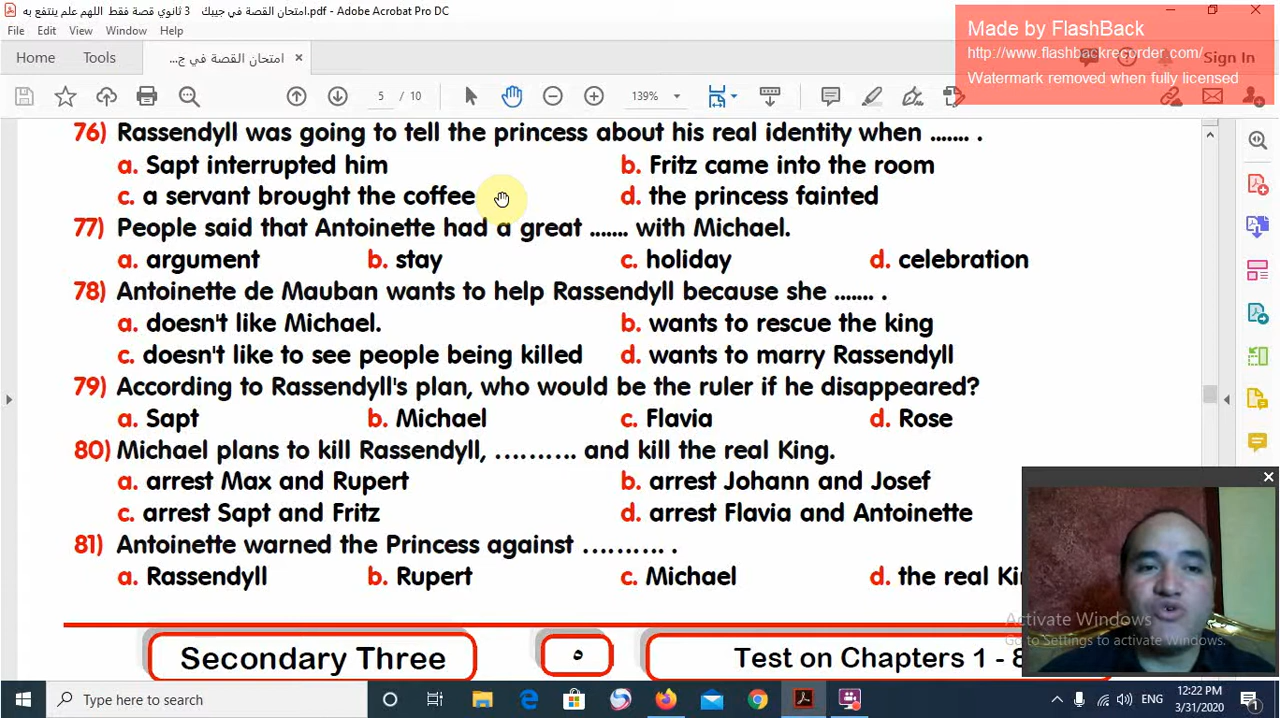 امتحان القصة في جيبك 3 ثانوي قصة فقط اللهم علم ينتفع به.pdf - Adobe Acrobat Pro DC
File Edit View Window Help
Made by FlashBack
http://www.flashbackrecorder.com/
Watermark removed when fully licensed
Home Tools امتحان القصة في ج... × Sign In
5 / 10 139%
76) Rassendyll was going to tell the princess about his real identity when ....... .
a. Sapt interrupted him b. Fritz came into the room
c. a servant brought the coffee d. the princess fainted
77) People said that Antoinette had a great ....... with Michael.
a. argument b. stay c. holiday d. celebration
78) Antoinette de Mauban wants to help Rassendyll because she ....... .
a. doesn't like Michael. b. wants to rescue the king
c. doesn't like to see people being killed d. wants to marry Rassendyll
79) According to Rassendyll's plan, who would be the ruler if he disappeared?
a. Sapt b. Michael c. Flavia d. Rose
80) Michael plans to kill Rassendyll, .......... and kill the real King.
a. arrest Max and Rupert b. arrest Johann and Josef
c. arrest Sapt and Fritz d. arrest Flavia and Antoinette
81) Antoinette warned the Princess against .......... .
a. Rassendyll b. Rupert c. Michael d. the real Ki
Activate Windows
Go to Settings to activate Windows.
Secondary Three ٥ Test on Chapters 1 - 8
Type here to search ENG 12:22 PM
3/31/2020